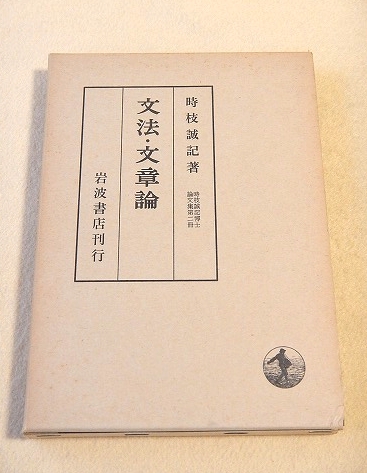 時枝誠記著
時枝誠記博士
論文集第二冊
文法・文章論
岩波書店刊行